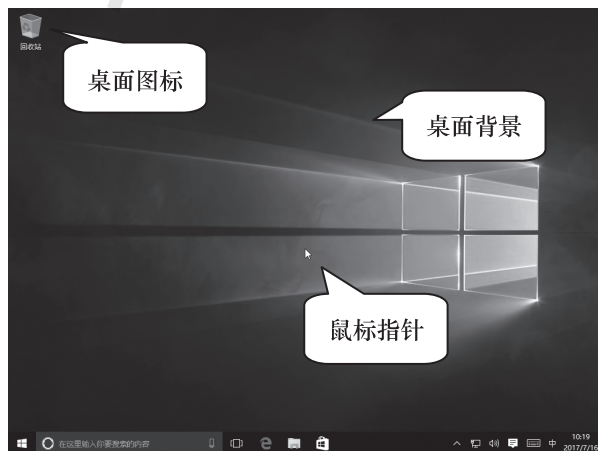 回收站
桌面图标
桌面背景
鼠标指针
在这里输入你要搜索的内容
中
10:19
2017/7/16